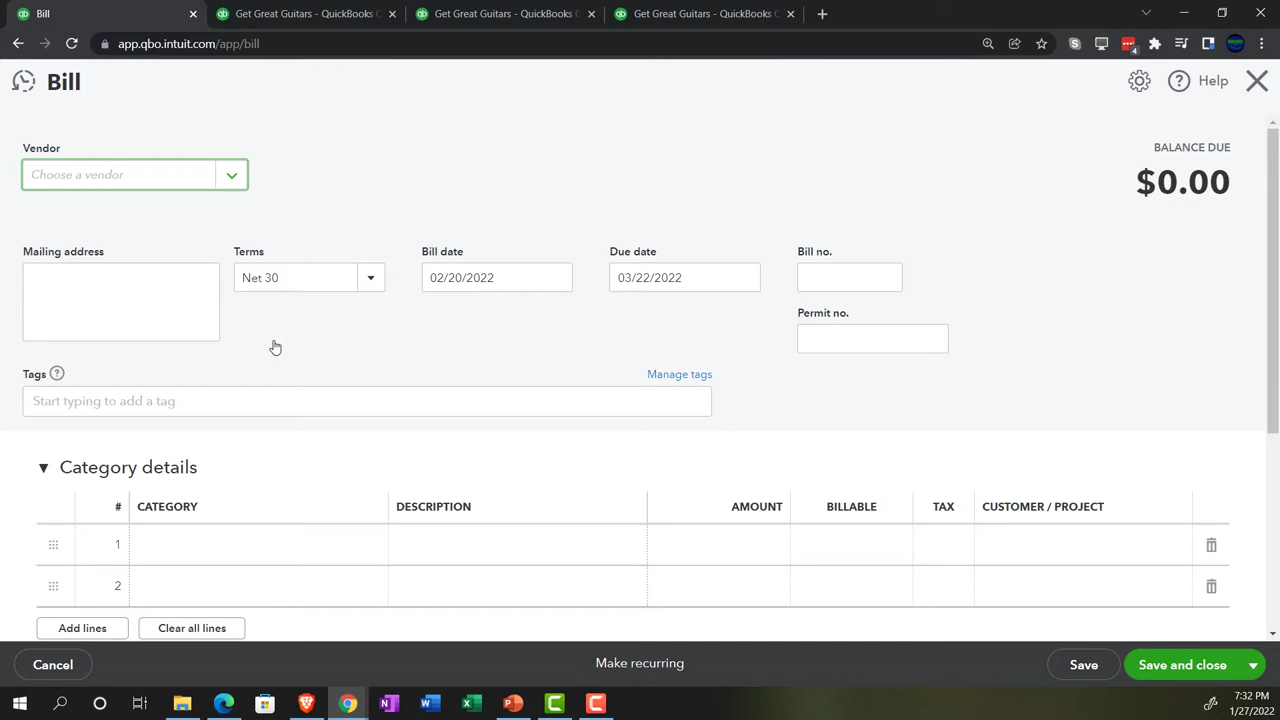 Bill
Get Great Guitars - QuickBooks C
Get Great Guitars - QuickBooks C
Get Great Guitars - QuickBooks C
app.qbo.intuit.com/app/bill
4
Bill
Help
Vendor
Choose a vendor
BALANCE DUE
$0.00
Mailing address
Terms
Bill date
Due date
Bill no.
Net 30
02/20/2022
03/22/2022
Permit no.
Tags
Manage tags
Start typing to add a tag
Category details
# CATEGORY DESCRIPTION AMOUNT BILLABLE TAX CUSTOMER / PROJECT
1
2
Add lines
Clear all lines
Cancel
Make recurring
Save
Save and close
7:32 PM
1/27/2022